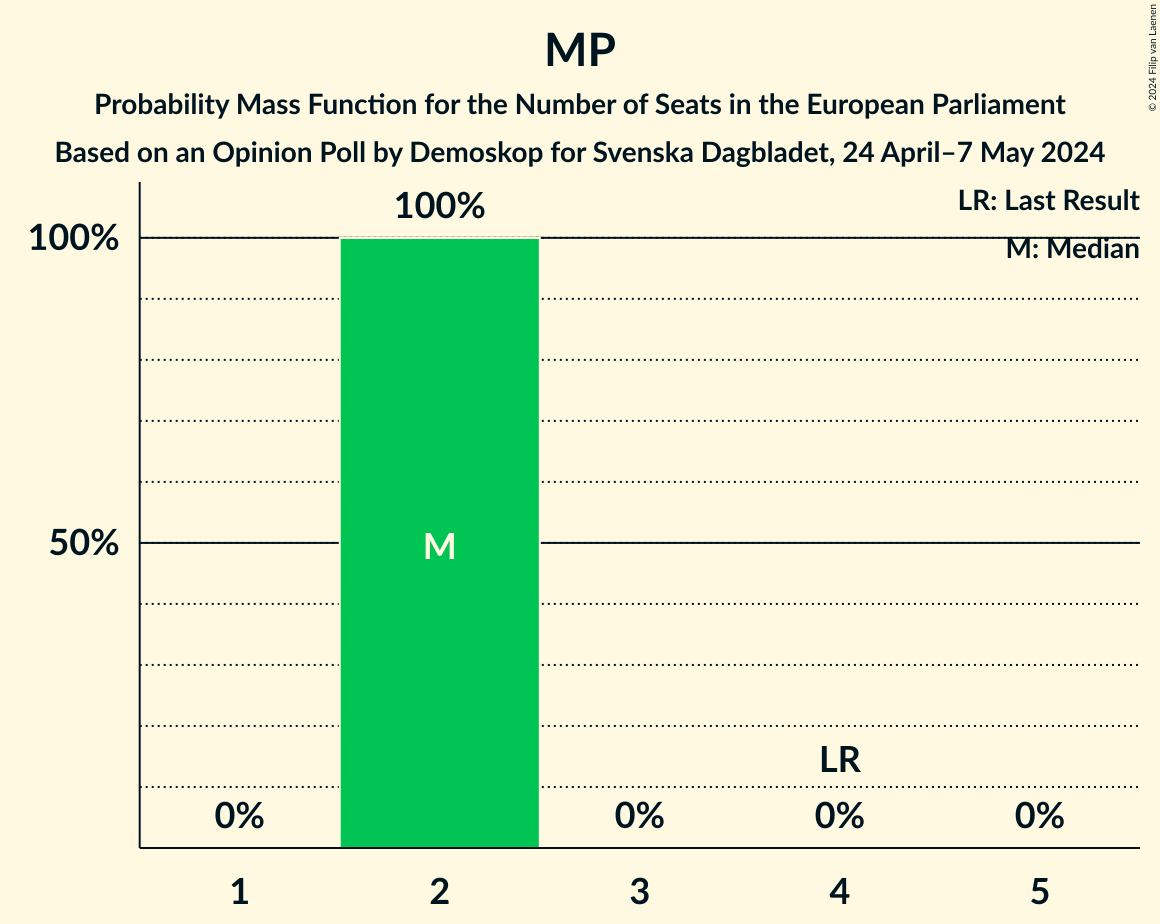 MP
Probability Mass Function for the Number of Seats in the European Parliament
Based on an Opinion Poll by Demoskop for Svenska Dagbladet, 24 April–7 May 2024
© 2024 Filip van Laenen
LR: Last Result
M: Median
100%
100%
50%
M
LR
0%
0%
0%
0%
1
2
3
4
5